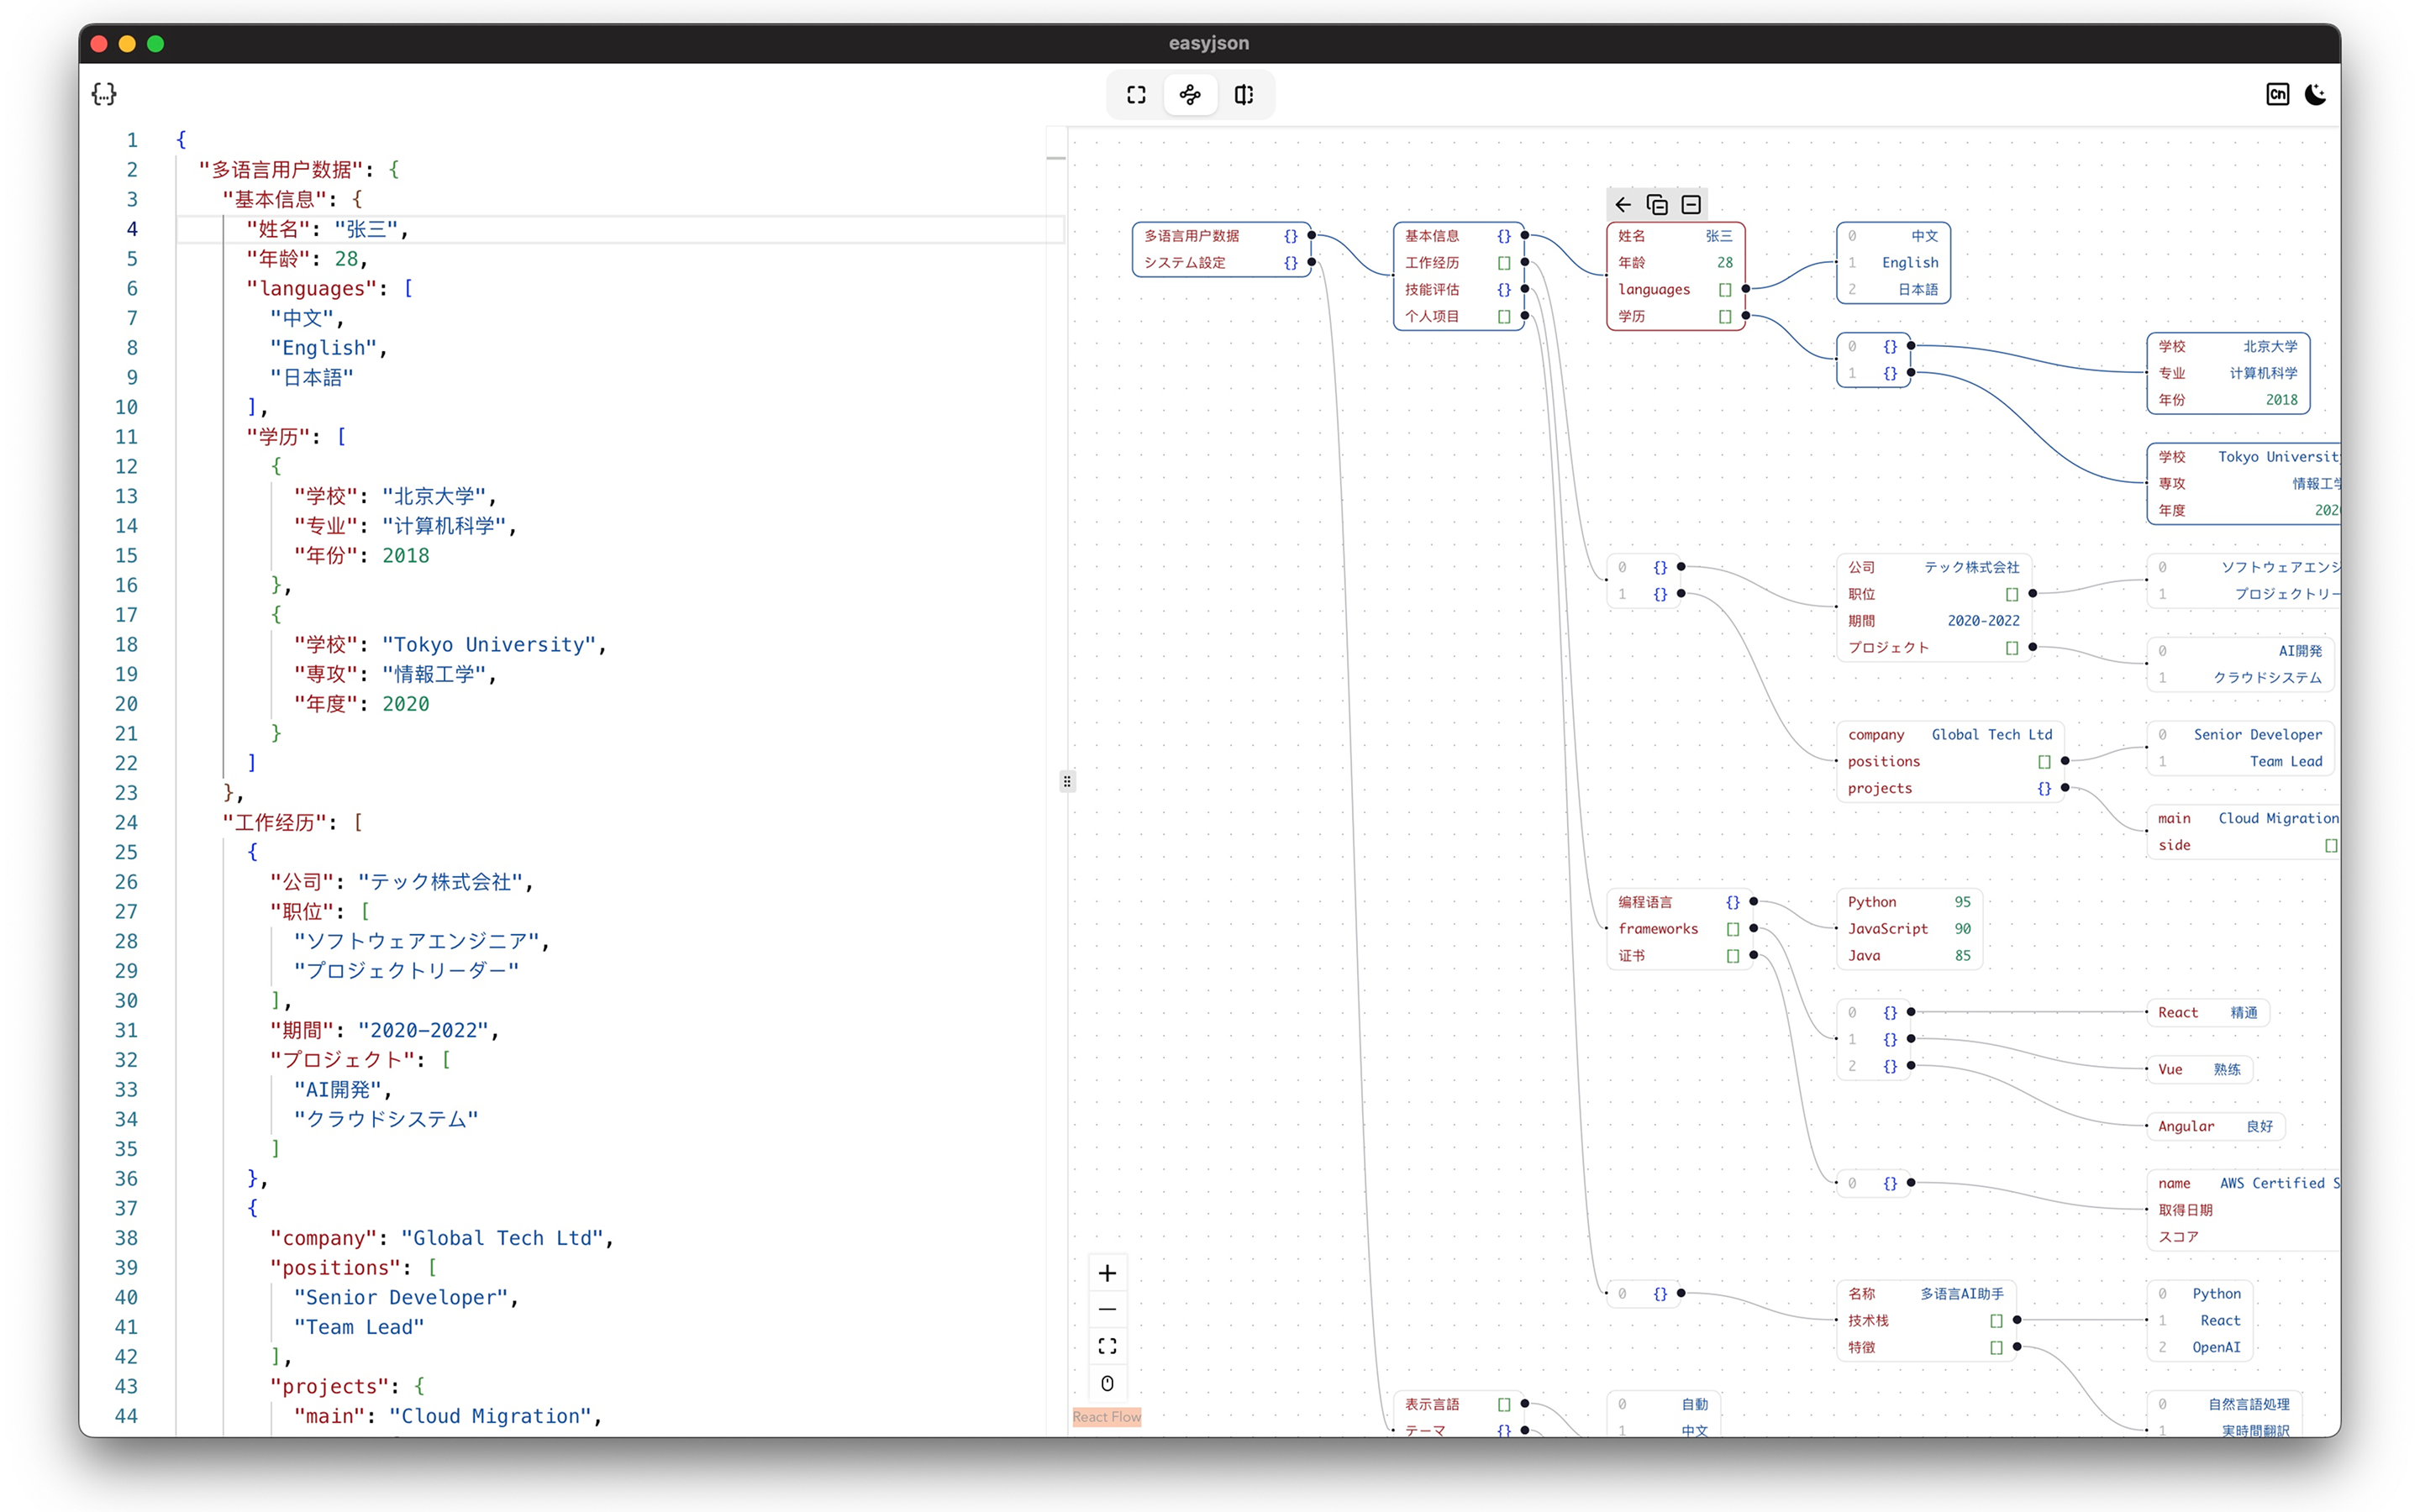 easyjson
Cn
1 {
2 "多语言用户数据": {
3 "基本信息": {
4 "姓名": "张三",
5 "年龄": 28,
6 "languages": [
7 "中文",
8 "English",
9 "日本語"
10 ],
11 "学历": [
12 {
13 "学校": "北京大学",
14 "专业": "计算机科学",
15 "年份": 2018
16 },
17 {
18 "学校": "Tokyo University",
19 "専攻": "情報工学",
20 "年度": 2020
21 }
22 ]
23 },
24 "工作经历": [
25 {
26 "公司": "テック株式会社",
27 "职位": [
28 "ソフトウェアエンジニア",
29 "プロジェクトリーダー"
30 ],
31 "期間": "2020-2022",
32 "プロジェクト": [
33 "AI開発",
34 "クラウドシステム"
35 ]
36 },
37 {
38 "company": "Global Tech Ltd",
39 "positions": [
40 "Senior Developer",
41 "Team Lead"
42 ],
43 "projects": {
44 "main": "Cloud Migration",
多语言用户数据 {}
システム設定 {}
基本信息 {}
工作经历 []
技能评估 {}
个人项目 []
姓名 张三
年龄 28
languages []
学历 []
0 中文
1 English
2 日本語
0 {}
1 {}
学校 北京大学
专业 计算机科学
年份 2018
学校 Tokyo Universit
専攻 情報工学
年度 202
0 {}
1 {}
公司 テック株式会社
职位 []
期間 2020-2022
プロジェクト []
0 ソフトウェアエンジ
1 プロジェクトリー
0 AI開発
1 クラウドシステム
company Global Tech Ltd
positions []
projects {}
0 Senior Developer
1 Team Lead
main Cloud Migration
side []
编程语言 {}
frameworks []
证书 []
Python 95
JavaScript 90
Java 85
0 {}
1 {}
2 {}
React 精通
Vue 熟练
Angular 良好
0 {}
name AWS Certified S
取得日期
スコア
0 {}
名称 多语言AI助手
技术栈 []
特徴 []
0 Python
1 React
2 OpenAI
0 自然言語処理
1 実時間翻訳
表示言語 []
テーマ {}
0 自動
1 中文
React Flow